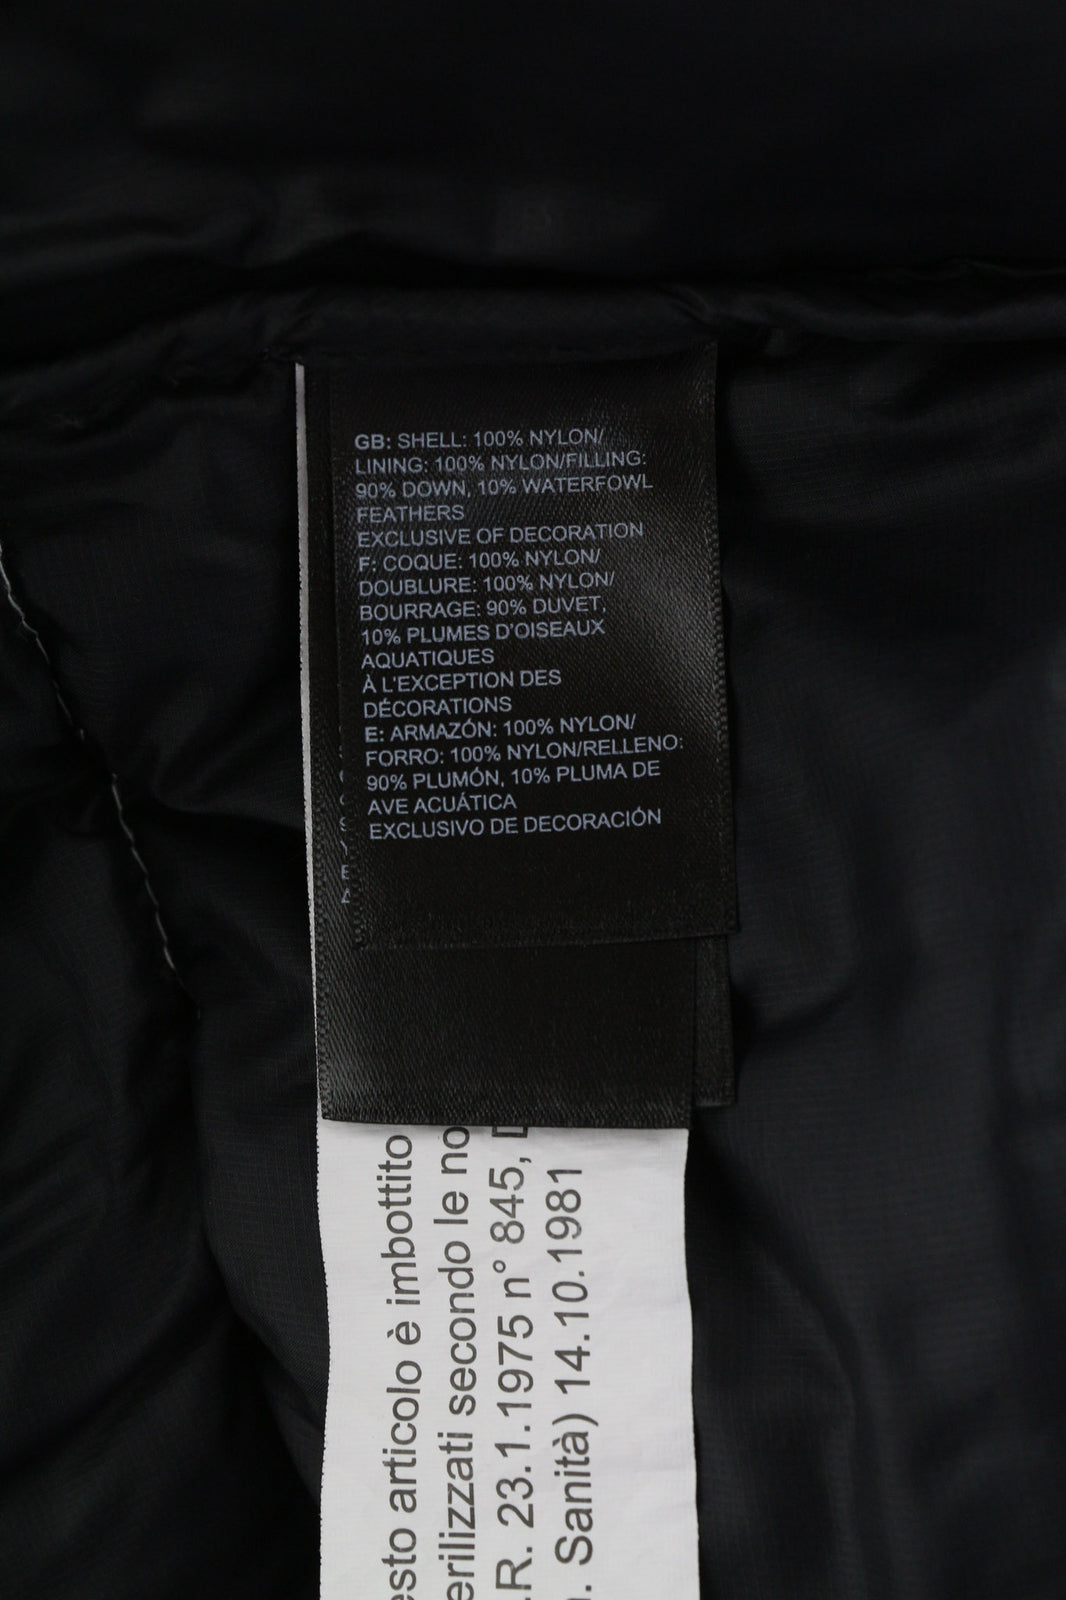 GB: SHELL: 100% NYLON/
LINING: 100% NYLON/FILLING:
90% DOWN, 10% WATERFOWL
FEATHERS
EXCLUSIVE OF DECORATION
F: COQUE: 100% NYLON/
DOUBLURE: 100% NYLON/
BOURRAGE: 90% DUVET,
10% PLUMES D'OISEAUX
AQUATIQUES
À L'EXCEPTION DES
DÉCORATIONS
E: ARMAZÓN: 100% NYLON/
FORRO: 100% NYLON/RELLENO:
90% PLUMÓN, 10% PLUMA DE
AVE ACUÁTICA
EXCLUSIVO DE DECORACIÓN
esto articolo è imbottito
erilizzati secondo le no
.R. 23.1.1975 n° 845,
. Sanità) 14.10.1981